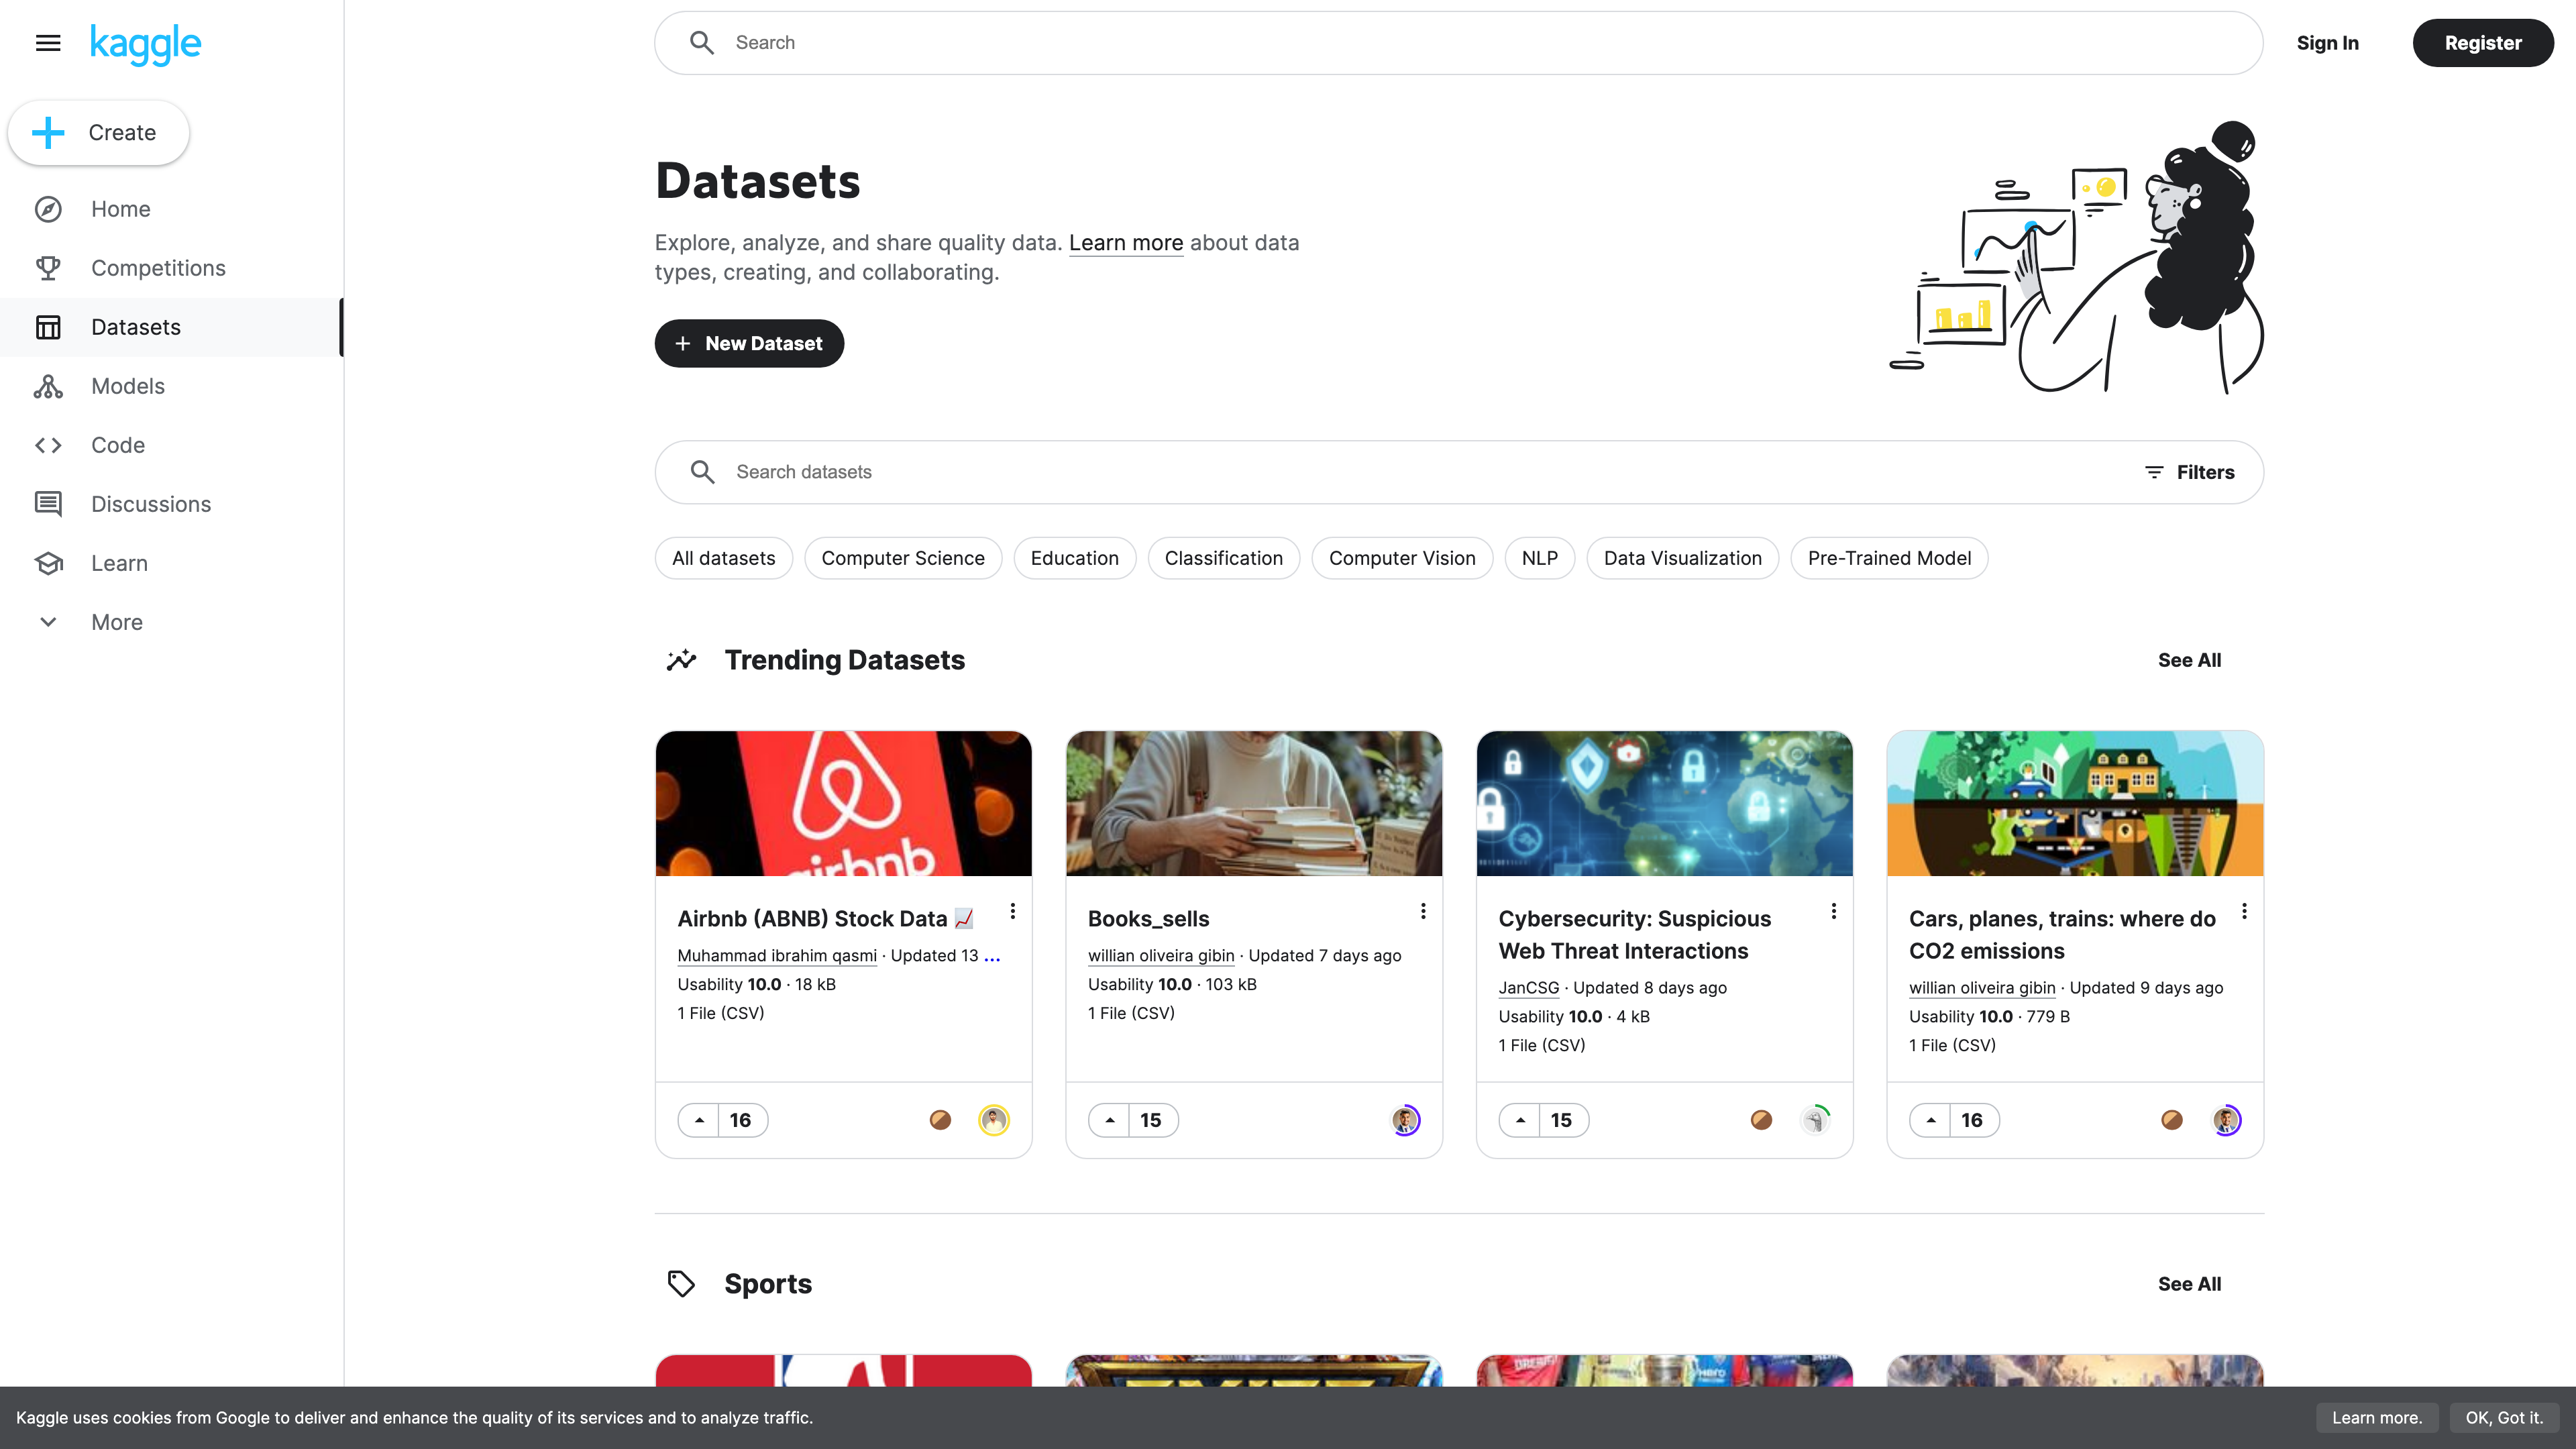 kaggle
Search
Sign In
Register
Create
Home
Competitions
Datasets
Models
Code
Discussions
Learn
More
Datasets
Explore, analyze, and share quality data. Learn more about data
types, creating, and collaborating.
New Dataset
Search datasets
Filters
All datasets
Computer Science
Education
Classification
Computer Vision
NLP
Data Visualization
Pre-Trained Model
Trending Datasets
See All
airbnb
Airbnb (ABNB) Stock Data 📈
Muhammad ibrahim qasmi · Updated 13 ...
Usability 10.0 · 18 kB
1 File (CSV)
16
Books_sells
willian oliveira gibin · Updated 7 days ago
Usability 10.0 · 103 kB
1 File (CSV)
15
Cybersecurity: Suspicious
Web Threat Interactions
JanCSG · Updated 8 days ago
Usability 10.0 · 4 kB
1 File (CSV)
15
Cars, planes, trains: where do
CO2 emissions
willian oliveira gibin · Updated 9 days ago
Usability 10.0 · 779 B
1 File (CSV)
16
Sports
See All
Kaggle uses cookies from Google to deliver and enhance the quality of its services and to analyze traffic.
Learn more.
OK, Got it.